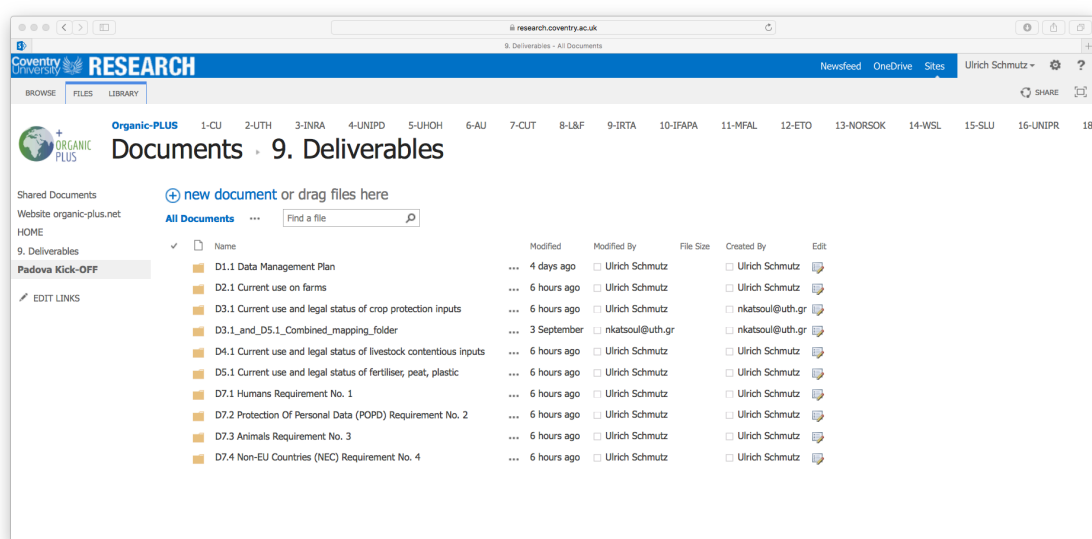 research.coventry.ac.uk
9. Deliverables - All Documents
Coventry University RESEARCH
Newsfeed OneDrive Sites Ulrich Schmutz ?
BROWSE FILES LIBRARY SHARE
Organic-PLUS 1-CU 2-UTH 3-INRA 4-UNIPD 5-UHOH 6-AU 7-CUT 8-L&F 9-IRTA 10-IFAPA 11-MFAL 12-ETO 13-NORSOK 14-WSL 15-SLU 16-UNIPR 18
+ ORGANIC PLUS
Documents ▸ 9. Deliverables
Shared Documents
Website organic-plus.net
HOME
9. Deliverables
Padova Kick-OFF
EDIT LINKS
new document or drag files here
All Documents ••• Find a file
Name Modified Modified By File Size Created By Edit
D1.1 Data Management Plan ... 4 days ago Ulrich Schmutz Ulrich Schmutz
D2.1 Current use on farms ... 6 hours ago Ulrich Schmutz Ulrich Schmutz
D3.1 Current use and legal status of crop protection inputs ... 6 hours ago Ulrich Schmutz nkatsoul@uth.gr
D3.1_and_D5.1_Combined_mapping_folder ... 3 September nkatsoul@uth.gr nkatsoul@uth.gr
D4.1 Current use and legal status of livestock contentious inputs ... 6 hours ago Ulrich Schmutz Ulrich Schmutz
D5.1 Current use and legal status of fertiliser, peat, plastic ... 6 hours ago Ulrich Schmutz Ulrich Schmutz
D7.1 Humans Requirement No. 1 ... 6 hours ago Ulrich Schmutz Ulrich Schmutz
D7.2 Protection Of Personal Data (POPD) Requirement No. 2 ... 6 hours ago Ulrich Schmutz Ulrich Schmutz
D7.3 Animals Requirement No. 3 ... 6 hours ago Ulrich Schmutz Ulrich Schmutz
D7.4 Non-EU Countries (NEC) Requirement No. 4 ... 6 hours ago Ulrich Schmutz Ulrich Schmutz